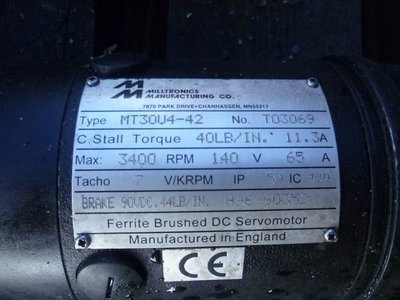 MILLTRONICS
MANUFACTURING CO.
7870 PARK DRIVE • CHANHASSEN, MN55317
Type MT30U4-42 No. T03069
C.Stall Torque 40LB/IN. 11.3A
Max: 3400 RPM 140 V 65 A
Tacho 7 V/KRPM IP 54 IC
BRAKE 90VDC.44LB/IN.
Ferrite Brushed DC Servomotor
Manufactured in England
CE